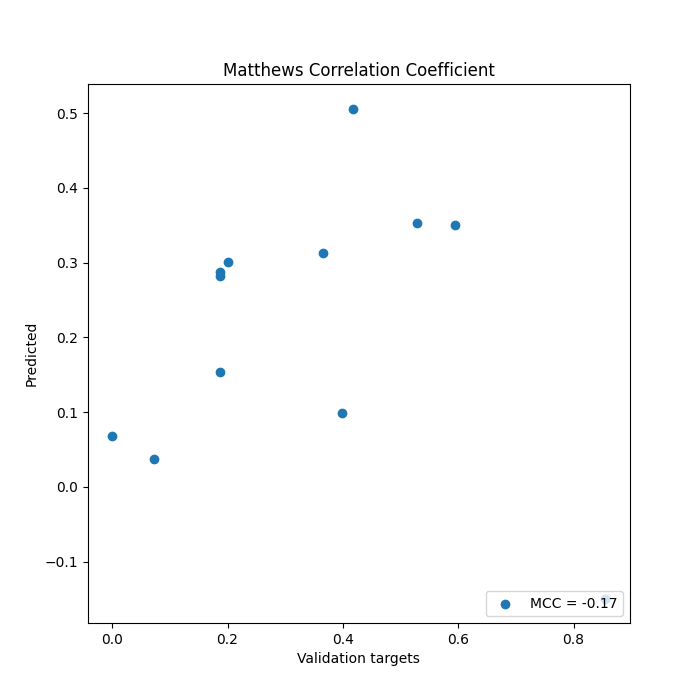 Matthews Correlation Coefficient
0.5
0.4
0.3
0.2
0.1
0.0
−0.1
Predicted
MCC = -0.17
0.0 0.2 0.4 0.6 0.8
Validation targets